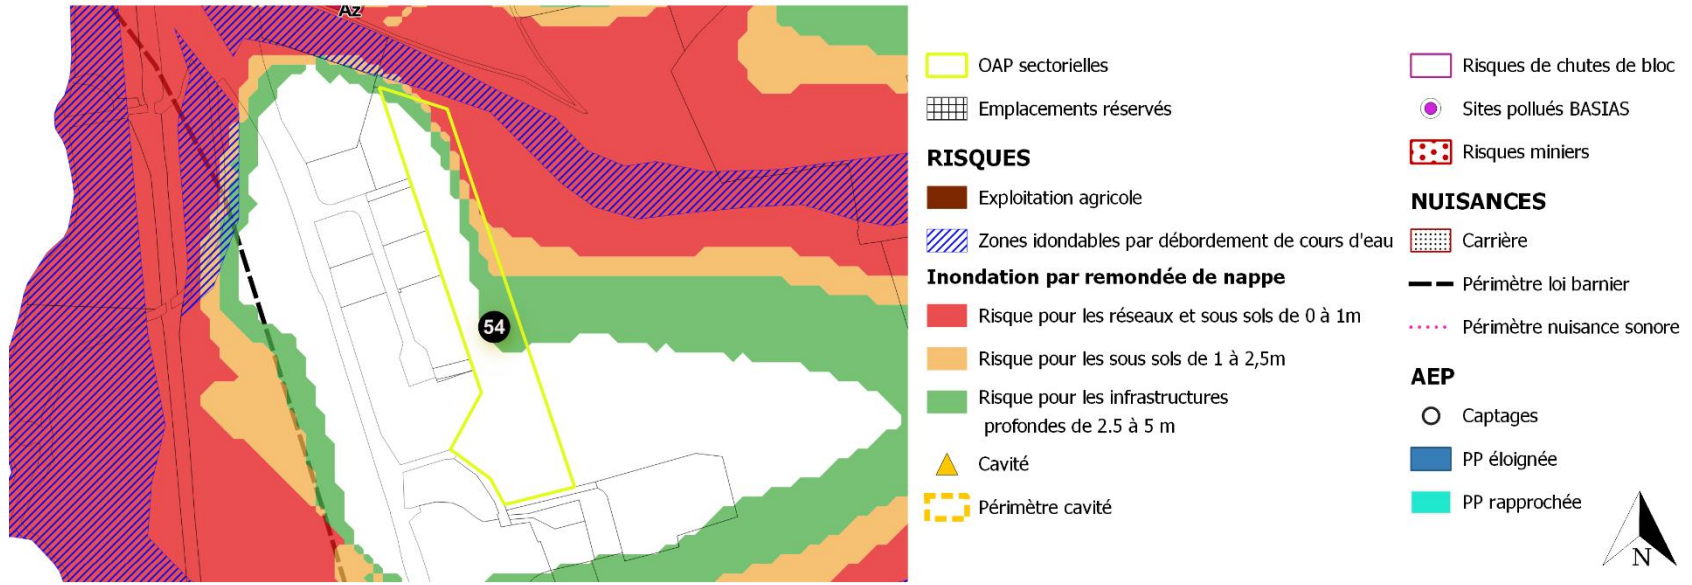 Az
54
OAP sectorielles
Emplacements réservés
RISQUES
Exploitation agricole
Zones idondables par débordement de cours d'eau
Inondation par remondée de nappe
Risque pour les réseaux et sous sols de 0 à 1m
Risque pour les sous sols de 1 à 2,5m
Risque pour les infrastructures
profondes de 2.5 à 5 m
Cavité
Périmètre cavité
Risques de chutes de bloc
Sites pollués BASIAS
Risques miniers
NUISANCES
Carrière
Périmètre loi barnier
Périmètre nuisance sonore
AEP
Captages
PP éloignée
PP rapprochée
N